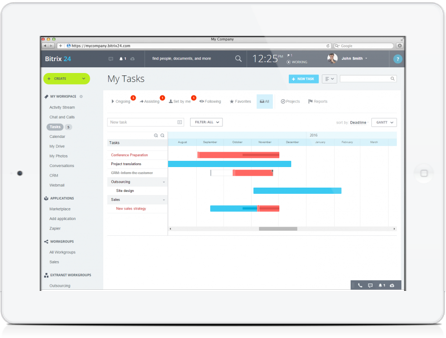 My Company
https://mycompany.bitrix24.com
Google
Bitrix 24
find people, documents, and more
12:25
WORKING
John Smith
CREATE
My Tasks
NEW TASK
MY WORKSPACE
Activity Stream
Chat and Calls
Tasks
Calendar
My Drive
My Photos
Conversations
CRM
Webmail
APPLICATIONS
Marketplace
Add application
Zapier
WORKGROUPS
All Workgroups
Sales
EXTRANET WORKGROUPS
Outsourcing
Ongoing
Assisting
Set by me
Following
Favorites
All
Projects
Reports
New task
FILTER: ALL
sort by Deadline
GANTT
Tasks
2015
August
September
October
November
December
January
February
March
Conference Preparation
Project translations
Outsourcing
Site design
Sales
New sales strategy